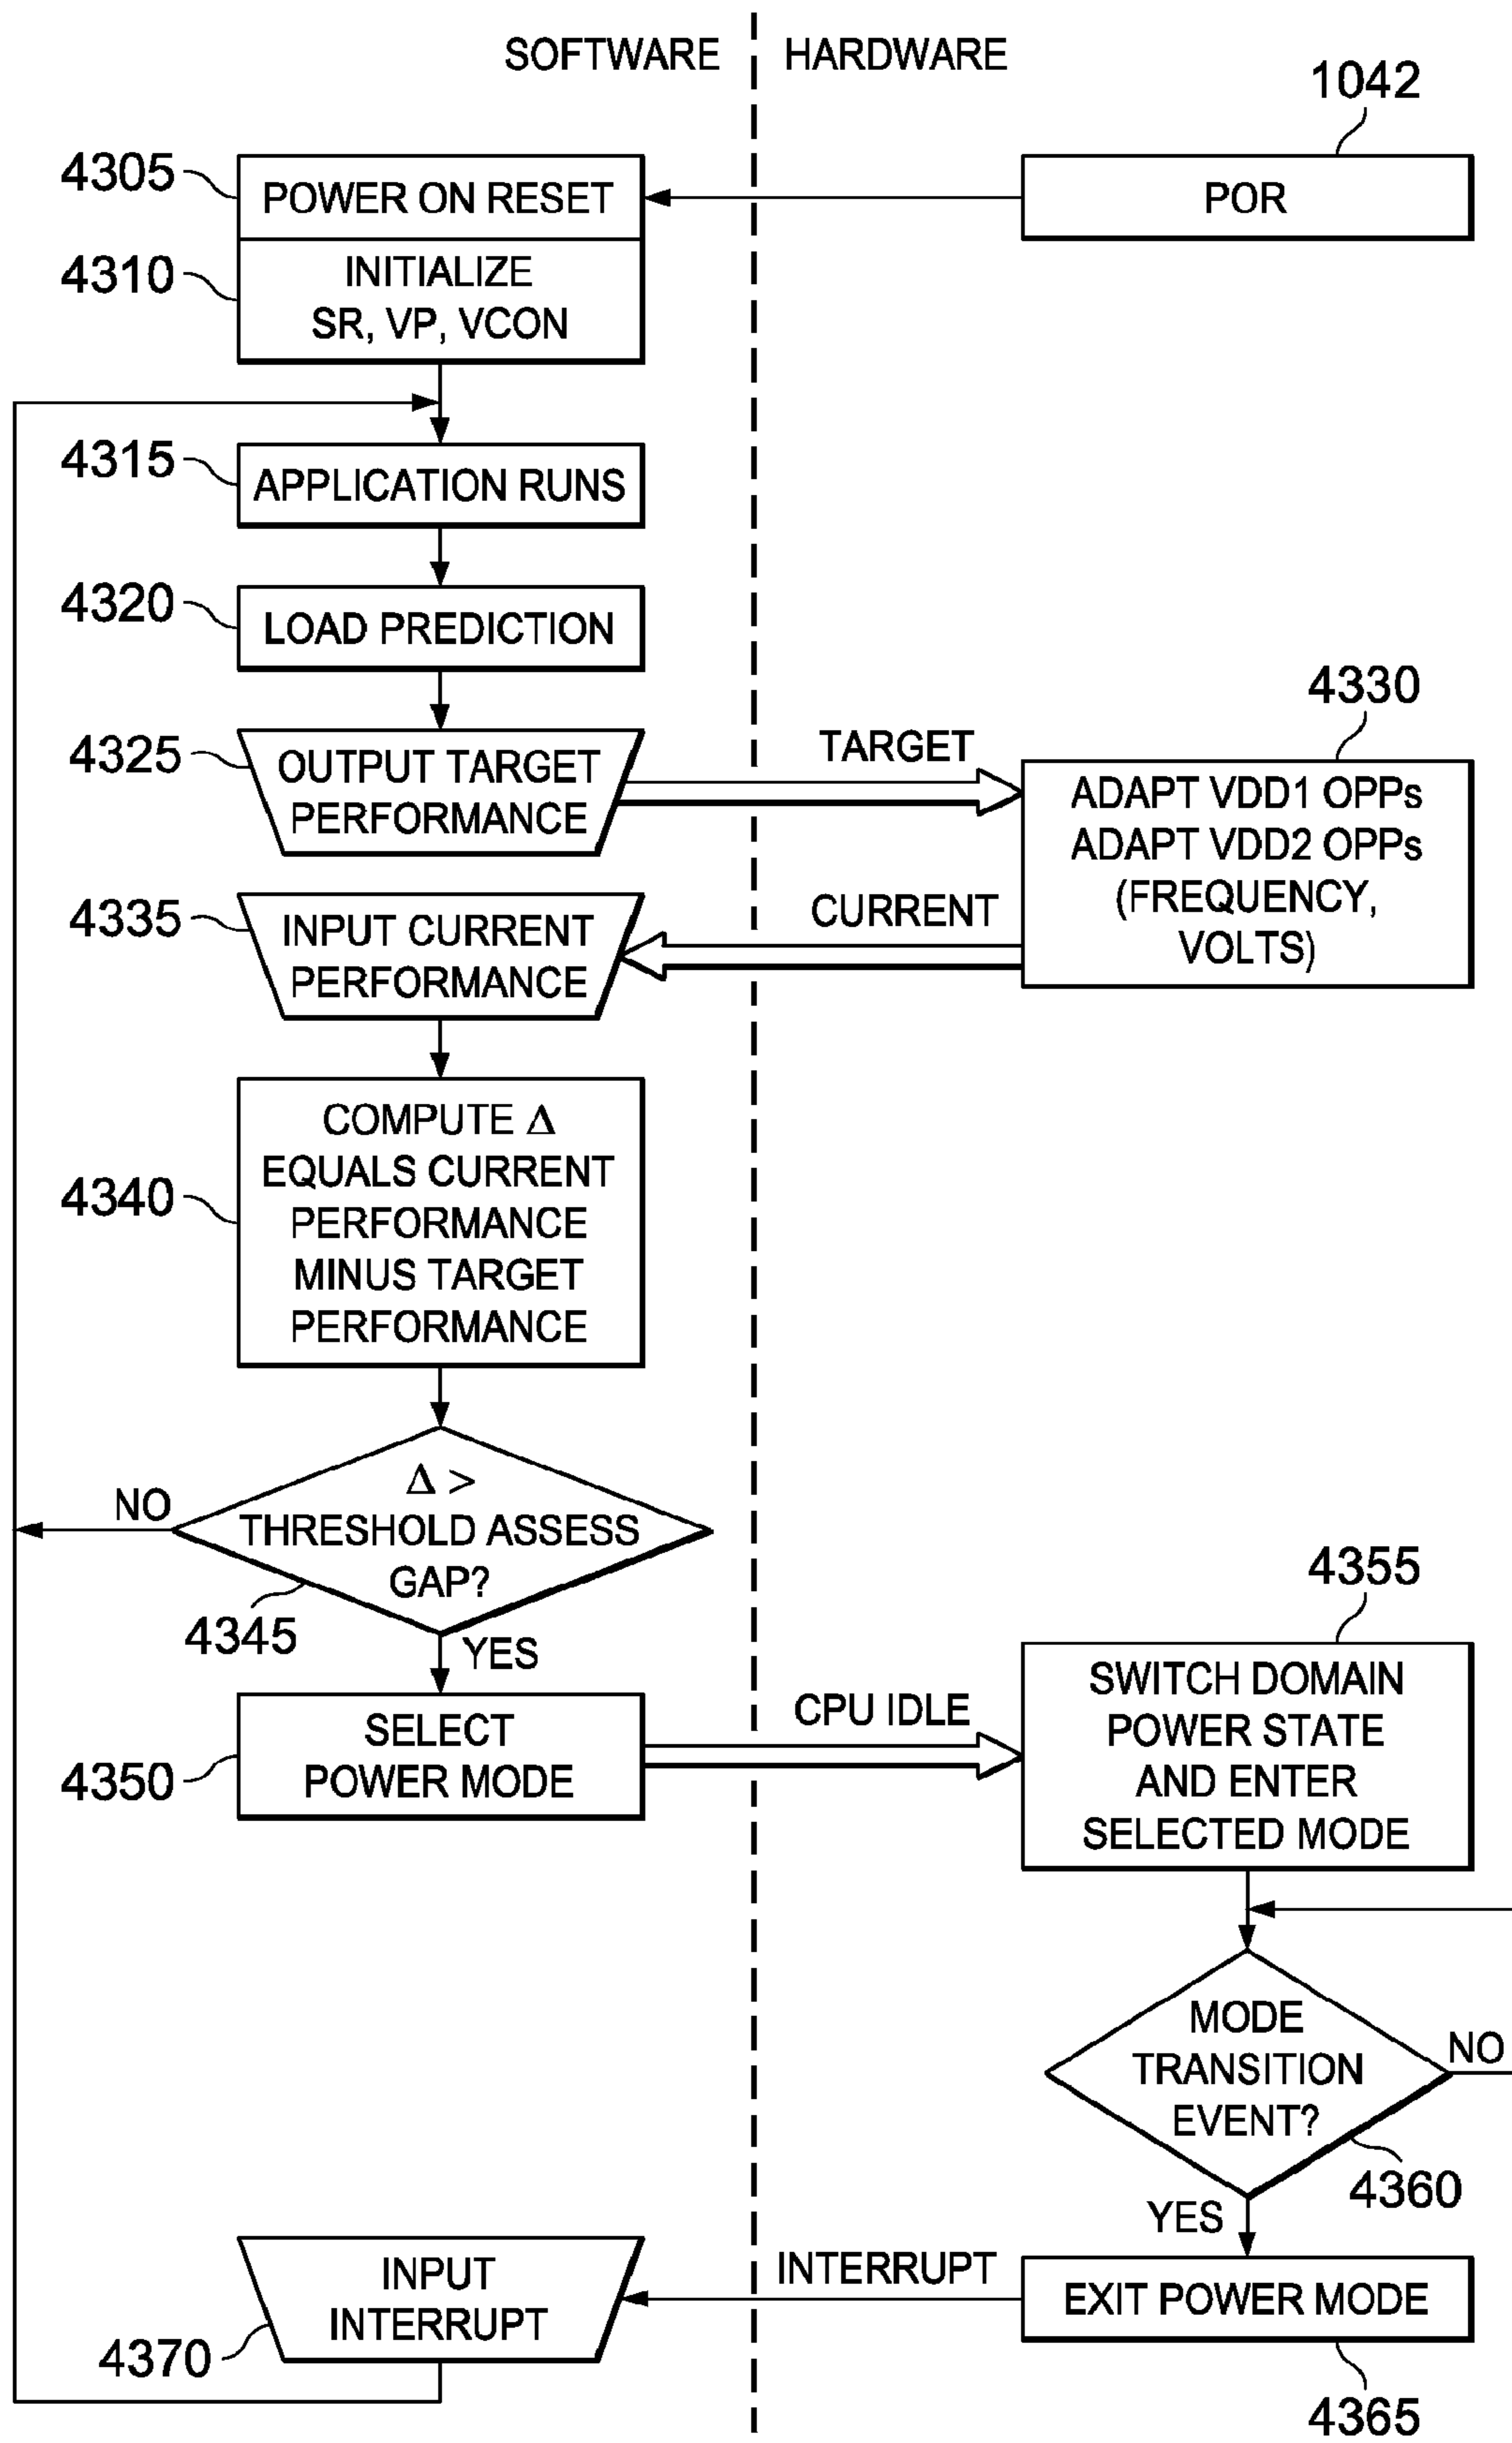 SOFTWARE
HARDWARE
1042
4305
POWER ON RESET
POR
4310
INITIALIZE
SR, VP, VCON
4315
APPLICATION RUNS
4320
LOAD PREDICTION
4325
OUTPUT TARGET
PERFORMANCE
TARGET
4330
ADAPT VDD1 OPPs
ADAPT VDD2 OPPs
(FREQUENCY,
VOLTS)
4335
INPUT CURRENT
PERFORMANCE
CURRENT
4340
COMPUTE Δ
EQUALS CURRENT
PERFORMANCE
MINUS TARGET
PERFORMANCE
NO
Δ >
THRESHOLD ASSESS
GAP?
4345
YES
4350
SELECT
POWER MODE
CPU IDLE
4355
SWITCH DOMAIN
POWER STATE
AND ENTER
SELECTED MODE
MODE
TRANSITION
EVENT?
NO
4360
YES
EXIT POWER MODE
4365
INTERRUPT
INPUT
INTERRUPT
4370